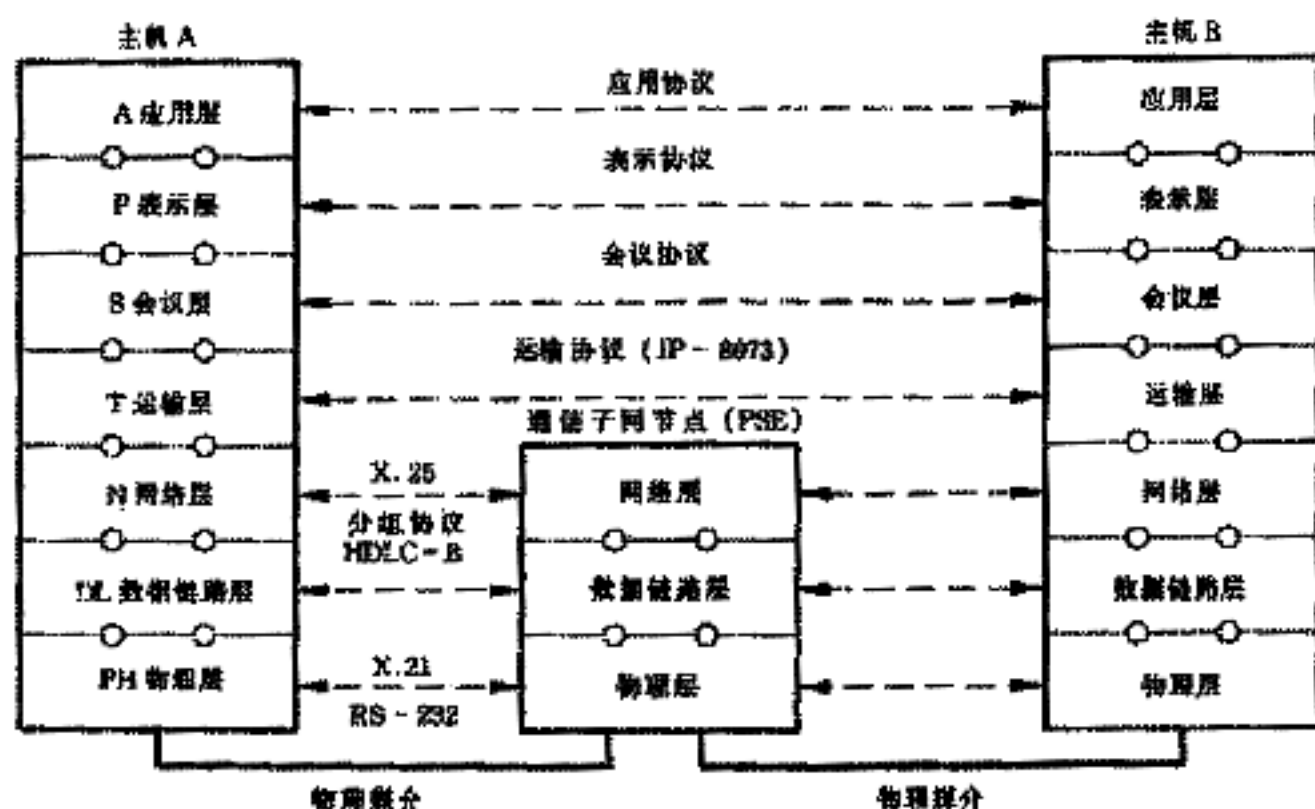 主机 A
主机 B
应用协议
A 应用层
应用层
表示协议
P 表示层
表示层
会议协议
S 会议层
会议层
运输协议 (IP - 8073)
T 运输层
运输层
通信子网节点 (PSE)
X.25
N 网络层
网络层
网络层
分组协议
HDLC - B
DL 数据链路层
数据链路层
数据链路层
X.21
PH 物理层
物理层
物理层
RS - 232
物理媒介
物理媒介